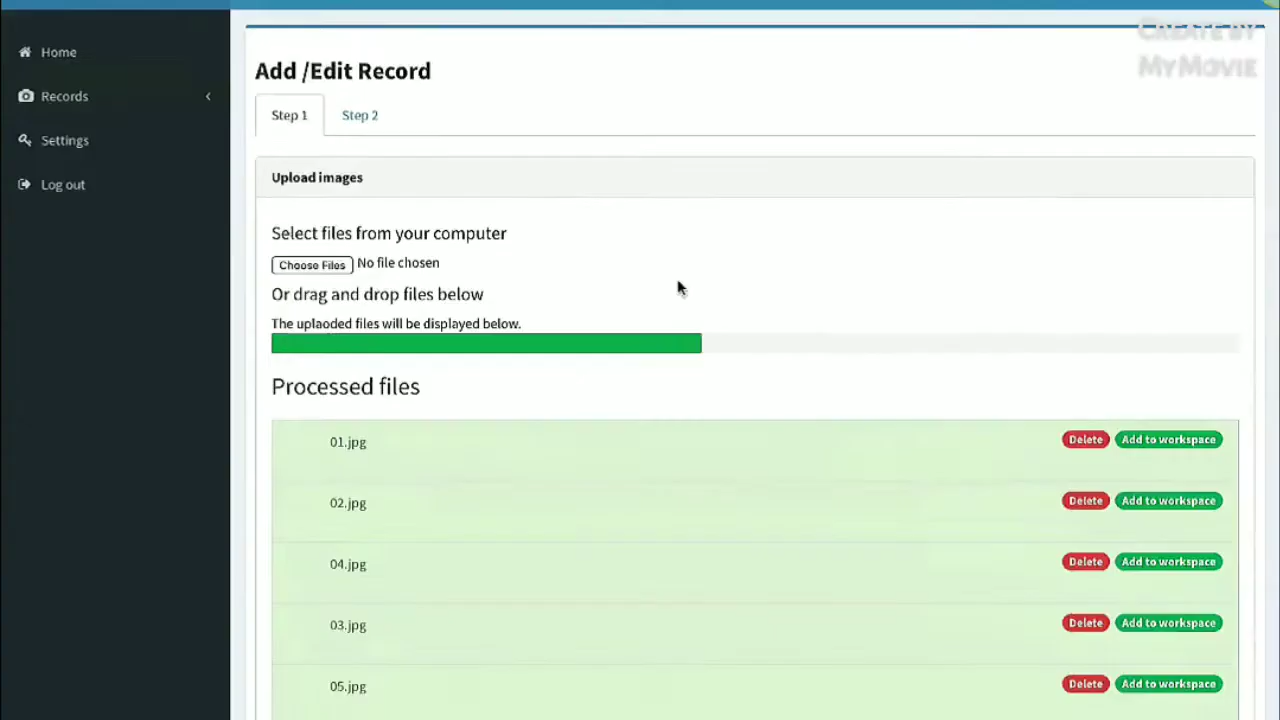 CREATE BY
MYMOVIE
Home
Records
Settings
Log out
Add /Edit Record
Step 1
Step 2
Upload images
Select files from your computer
Choose Files No file chosen
Or drag and drop files below
The uplaoded files will be displayed below.
Processed files
01.jpg Delete Add to workspace
02.jpg Delete Add to workspace
04.jpg Delete Add to workspace
03.jpg Delete Add to workspace
05.jpg Delete Add to workspace